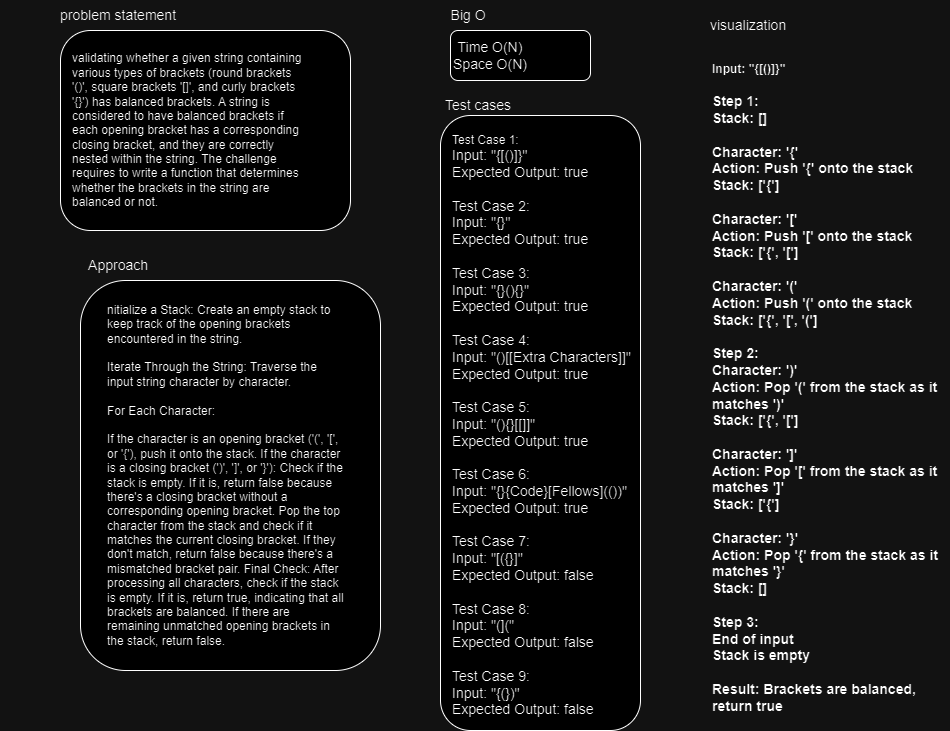 problem statement
validating whether a given string containing
various types of brackets (round brackets
'()', square brackets '[]', and curly brackets
'{}') has balanced brackets. A string is
considered to have balanced brackets if
each opening bracket has a corresponding
closing bracket, and they are correctly
nested within the string. The challenge
requires to write a function that determines
whether the brackets in the string are
balanced or not.
Approach
nitialize a Stack: Create an empty stack to
keep track of the opening brackets
encountered in the string.
Iterate Through the String: Traverse the
input string character by character.
For Each Character:
If the character is an opening bracket ('(', '[',
or '{'), push it onto the stack. If the character
is a closing bracket (')', ']', or '}'): Check if the
stack is empty. If it is, return false because
there's a closing bracket without a
corresponding opening bracket. Pop the top
character from the stack and check if it
matches the current closing bracket. If they
don't match, return false because there's a
mismatched bracket pair. Final Check: After
processing all characters, check if the stack
is empty. If it is, return true, indicating that all
brackets are balanced. If there are
remaining unmatched opening brackets in
the stack, return false.
Big O
Time O(N)
Space O(N)
Test cases
Test Case 1:
Input: "{[()]}"
Expected Output: true
Test Case 2:
Input: "{}"
Expected Output: true
Test Case 3:
Input: "{}(){}"
Expected Output: true
Test Case 4:
Input: "()[[Extra Characters]]"
Expected Output: true
Test Case 5:
Input: "(){}[[]]"
Expected Output: true
Test Case 6:
Input: "{}{Code}[Fellows](())"
Expected Output: true
Test Case 7:
Input: "[({}]"
Expected Output: false
Test Case 8:
Input: "(]("
Expected Output: false
Test Case 9:
Input: "{(})"
Expected Output: false
visualization
Input: "{[()]}"
Step 1:
Stack: []
Character: '{'
Action: Push '{' onto the stack
Stack: ['{']
Character: '['
Action: Push '[' onto the stack
Stack: ['{', '[']
Character: '('
Action: Push '(' onto the stack
Stack: ['{', '[', '(']
Step 2:
Character: ')'
Action: Pop '(' from the stack as it
matches ')'
Stack: ['{', '[']
Character: ']'
Action: Pop '[' from the stack as it
matches ']'
Stack: ['{']
Character: '}'
Action: Pop '{' from the stack as it
matches '}'
Stack: []
Step 3:
End of input
Stack is empty
Result: Brackets are balanced,
return true